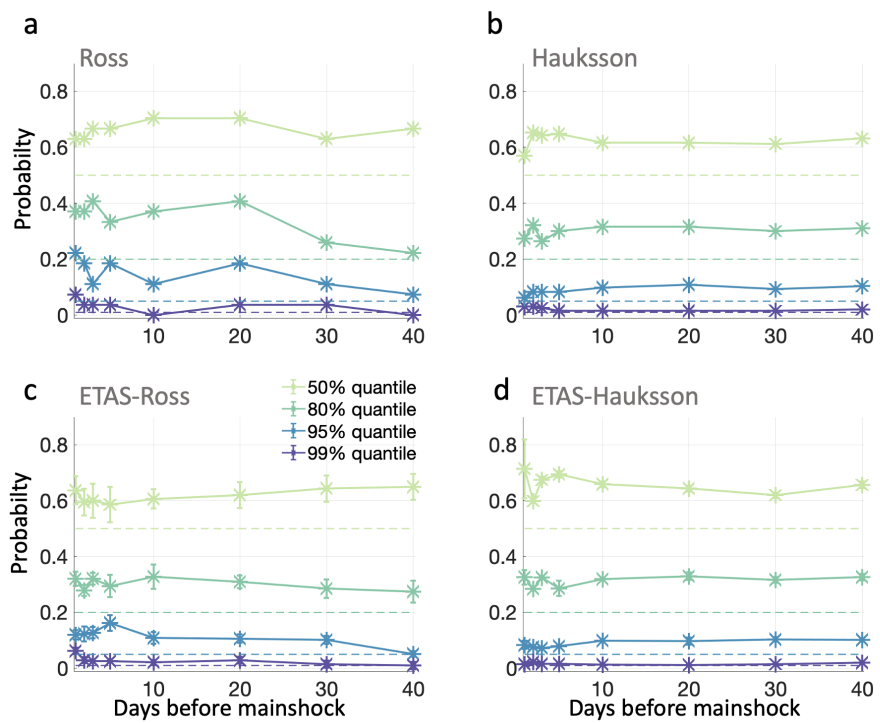 a
Ross
b
Hauksson
Probabilty
0.8
0.6
0.4
0.2
0
10
20
30
40
0.8
0.6
0.4
0.2
0
10
20
30
40
c
ETAS-Ross
50% quantile
80% quantile
95% quantile
99% quantile
d
ETAS-Hauksson
Probability
0.8
0.6
0.4
0.2
0
10
20
30
40
Days before mainshock
0.8
0.6
0.4
0.2
0
10
20
30
40
Days before mainshock